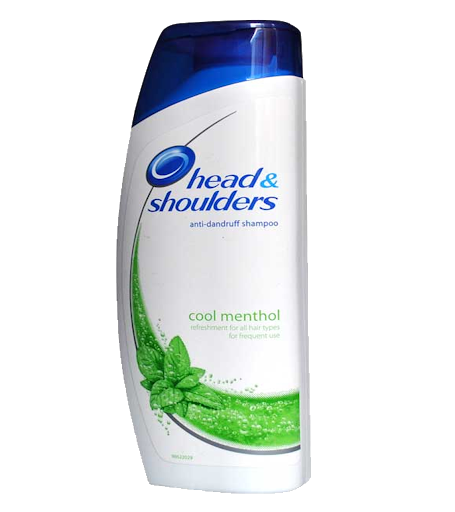 head&
shoulders
anti-dandruff shampoo
cool menthol
refreshment for all hair types
for frequent use